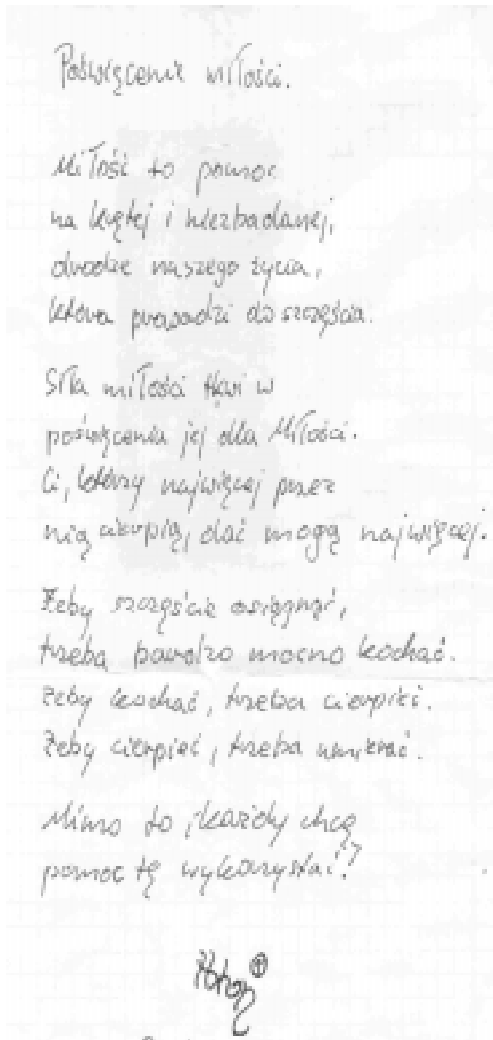 Poświęcenie miłości.
Miłość to pomoc
na krętej i niezbadanej,
drodze naszego życia,
która prowadzi do szczęścia.
Siła miłości tkwi w
poświęceniu jej dla Miłości.
Ci, którzy najwięcej przez
nią cierpią, dać mogą najwięcej.
Żeby szczęście osiągnąć,
trzeba bardzo mocno kochać.
Żeby kochać, trzeba cierpieć.
Żeby cierpieć, trzeba umierać.
Mimo to, każdy chcę
pomoc tę wykorzystać!?